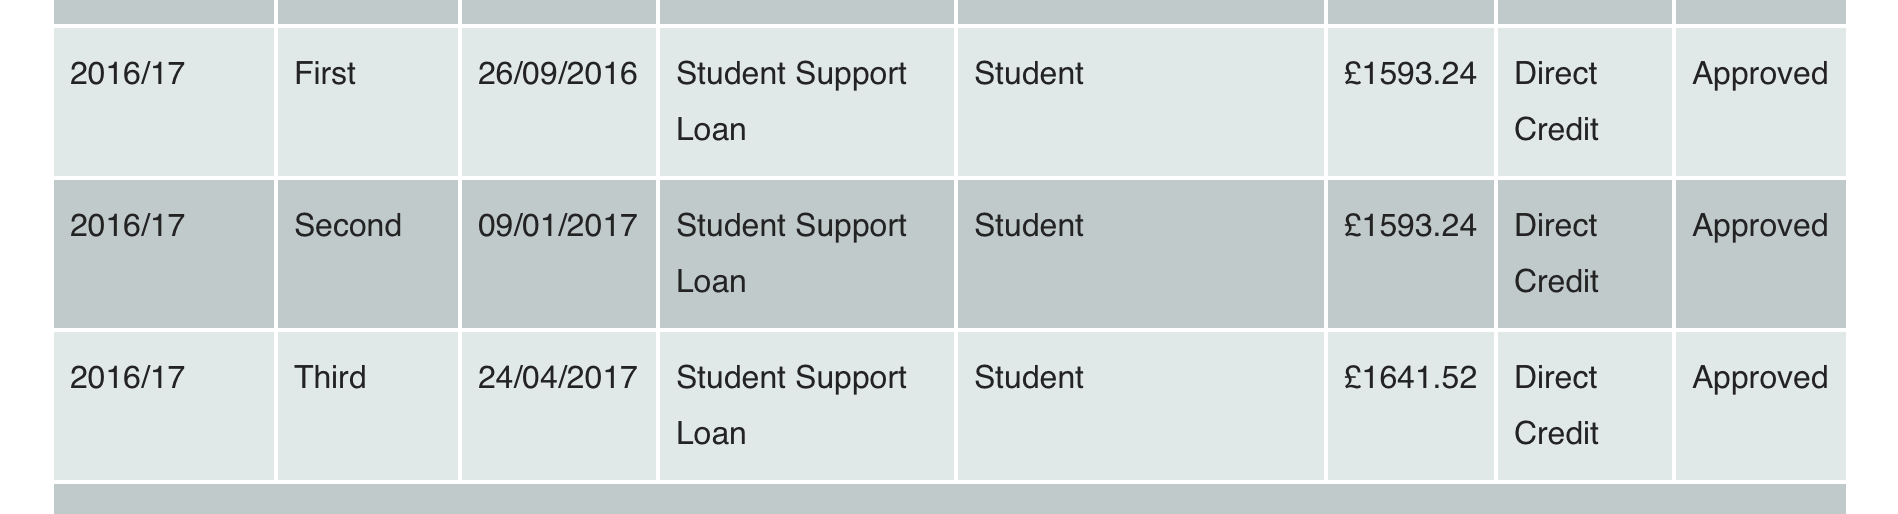 2016/17 First 26/09/2016 Student Support Student £1593.24 Direct Approved
Loan Credit
2016/17 Second 09/01/2017 Student Support Student £1593.24 Direct Approved
Loan Credit
2016/17 Third 24/04/2017 Student Support Student £1641.52 Direct Approved
Loan Credit